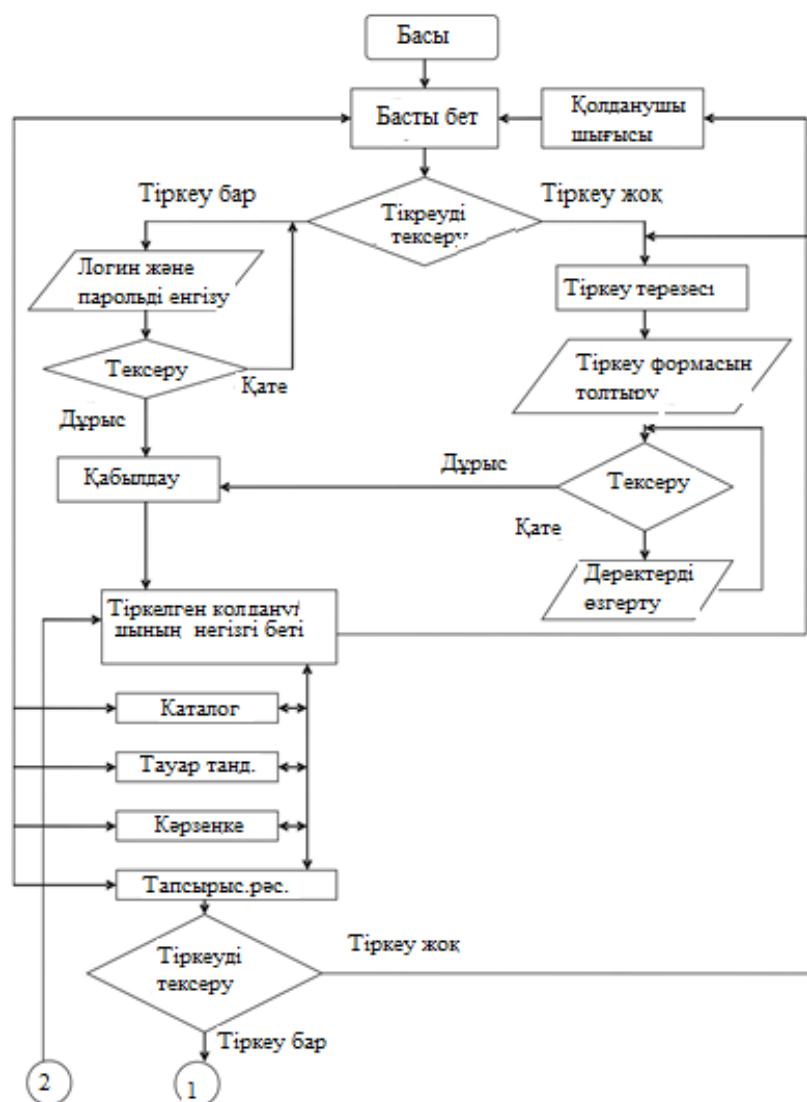 Басы
Басты бет
Қолданушы
шығысы
Тіркеу бар
Тіркеу жоқ
Тікреуді
тексеру
Логин және
парольді енгізу
Тіркеу терезесі
Тексеру
Қате
Тіркеу формасын
толтыру
Дұрыс
Дұрыс
Қабылдау
Тексеру
Қате
Деректерді
өзгерту
Тіркелген
шының негізгі беті
Каталог
Тауар танд.
Кәрзеңке
Тапсырыс.рәс.
Тіркеуді
тексеру
Тіркеу жоқ
Тіркеу бар
2
1